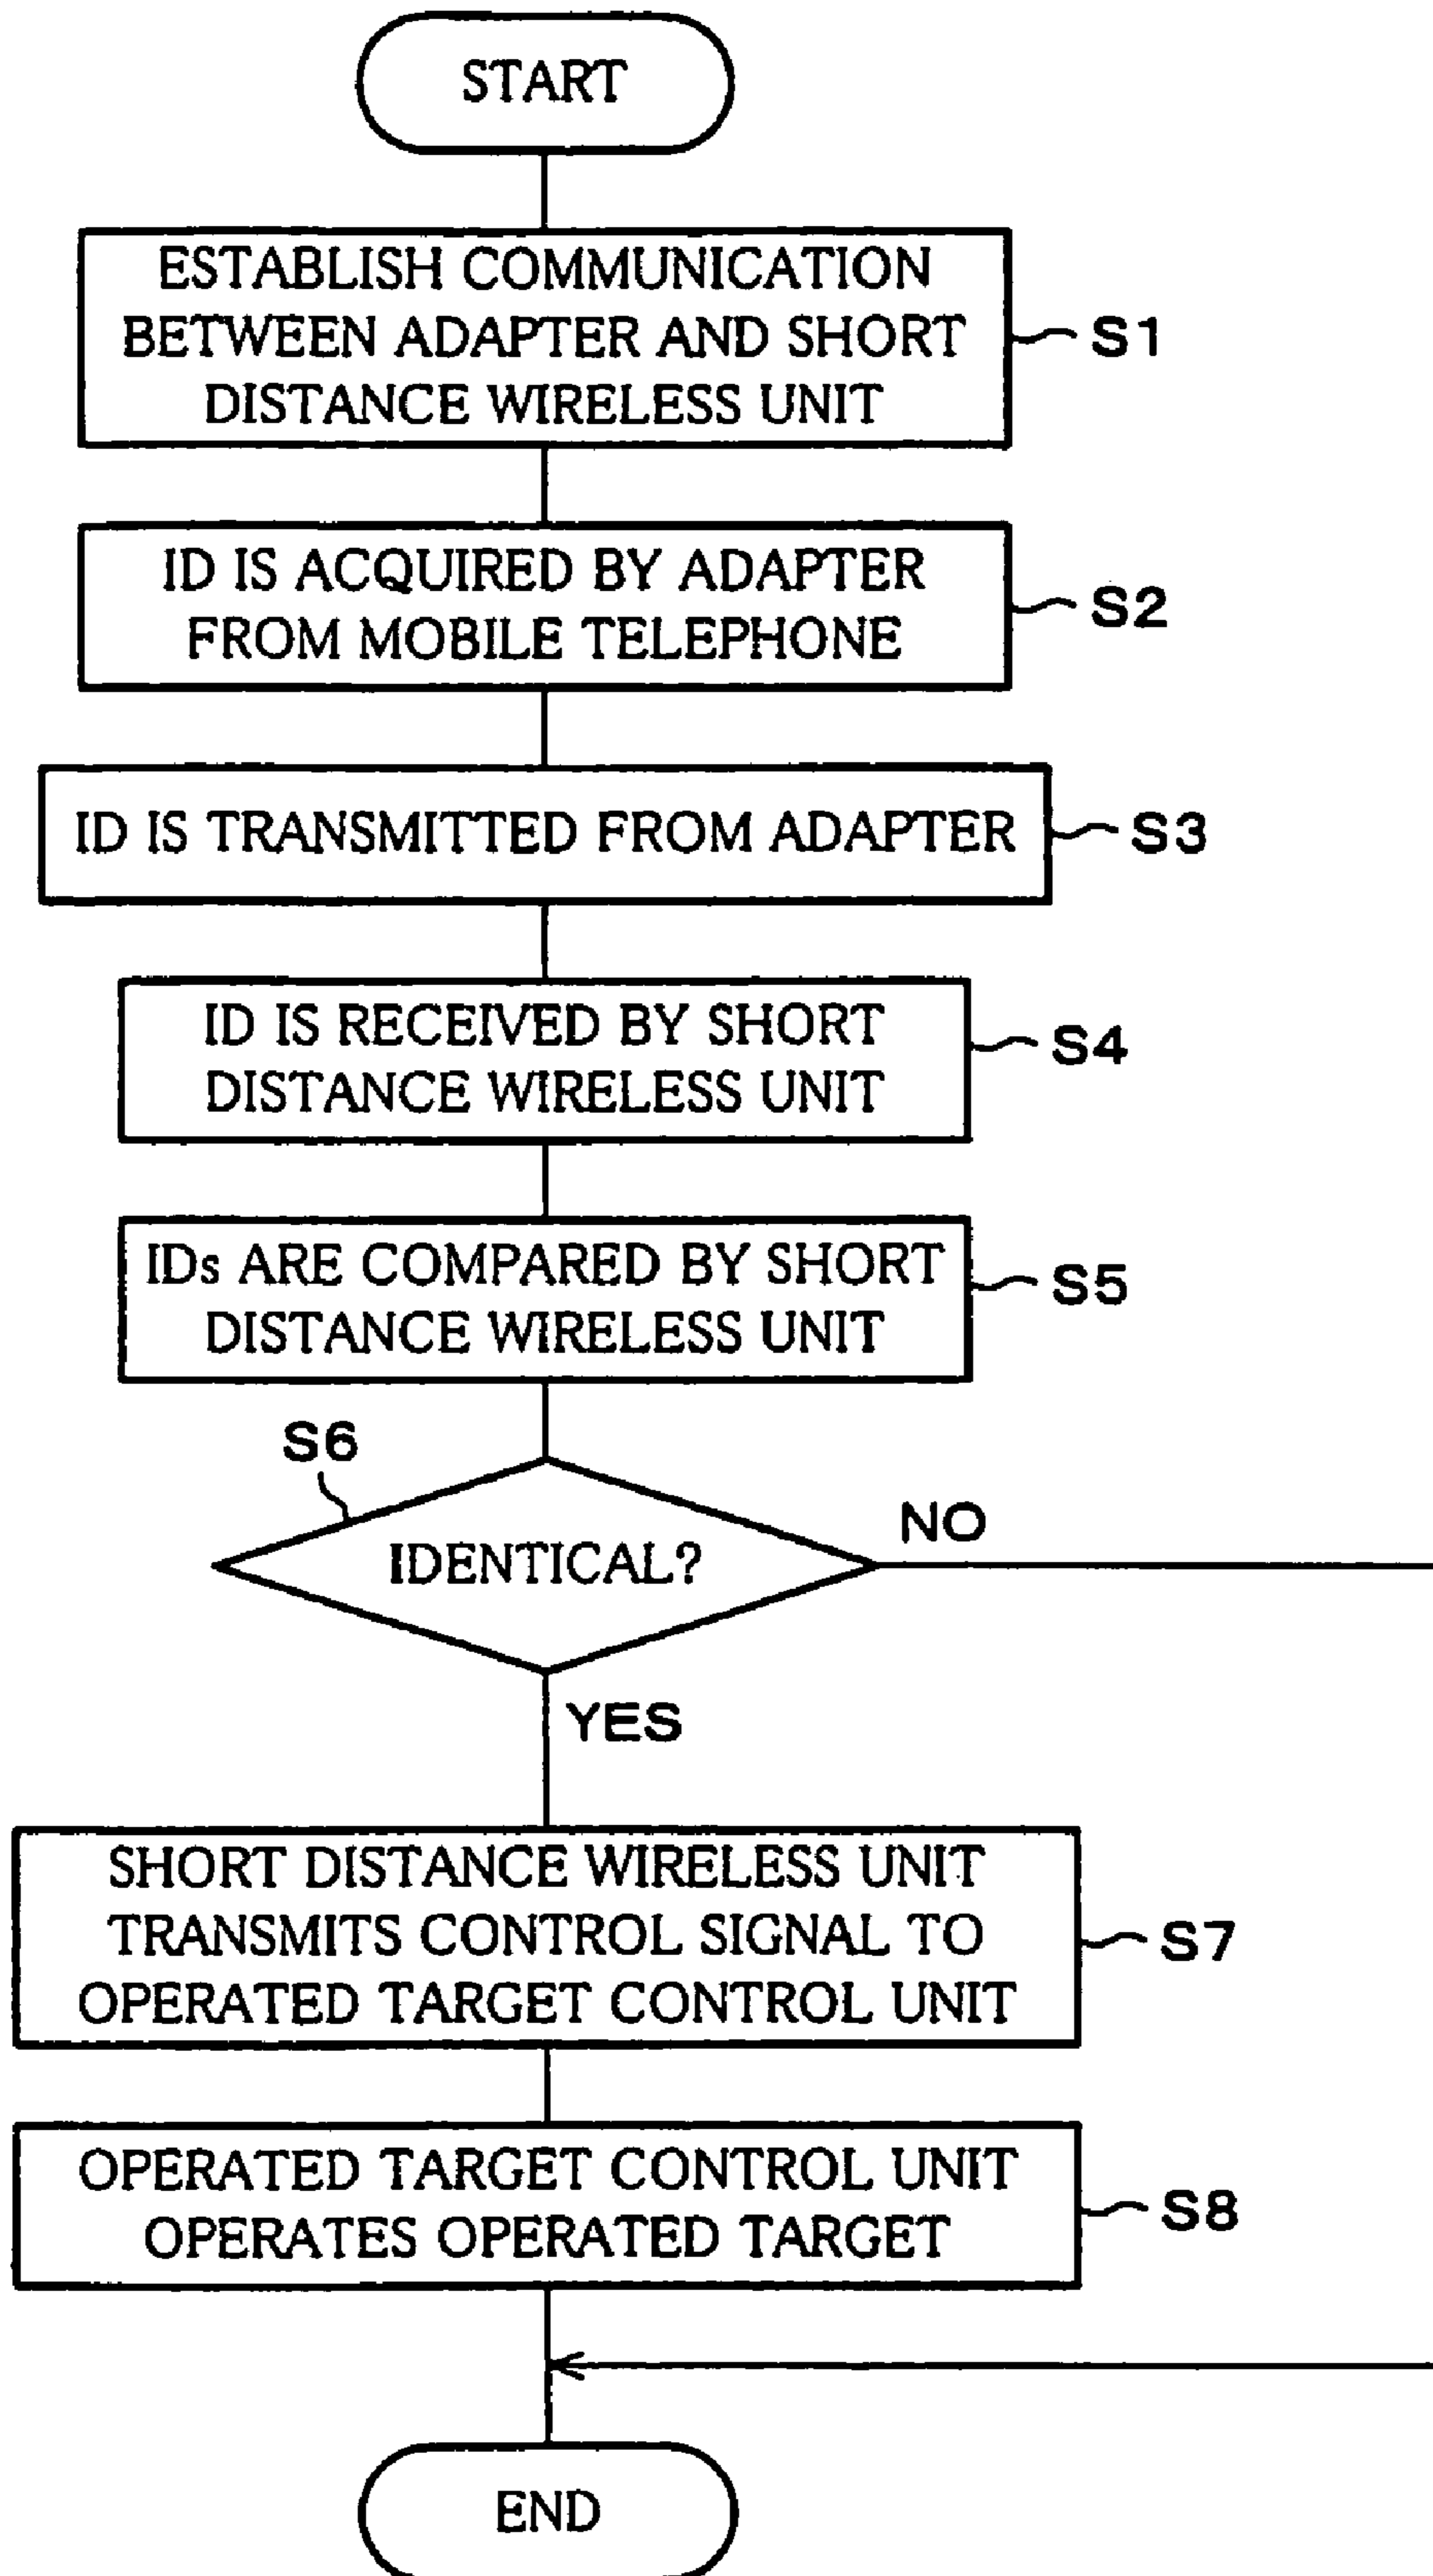 START
ESTABLISH COMMUNICATION
BETWEEN ADAPTER AND SHORT
DISTANCE WIRELESS UNIT
S1
ID IS ACQUIRED BY ADAPTER
FROM MOBILE TELEPHONE
S2
ID IS TRANSMITTED FROM ADAPTER
S3
ID IS RECEIVED BY SHORT
DISTANCE WIRELESS UNIT
S4
IDs ARE COMPARED BY SHORT
DISTANCE WIRELESS UNIT
S5
S6
IDENTICAL?
NO
YES
SHORT DISTANCE WIRELESS UNIT
TRANSMITS CONTROL SIGNAL TO
OPERATED TARGET CONTROL UNIT
S7
OPERATED TARGET CONTROL UNIT
OPERATES OPERATED TARGET
S8
END